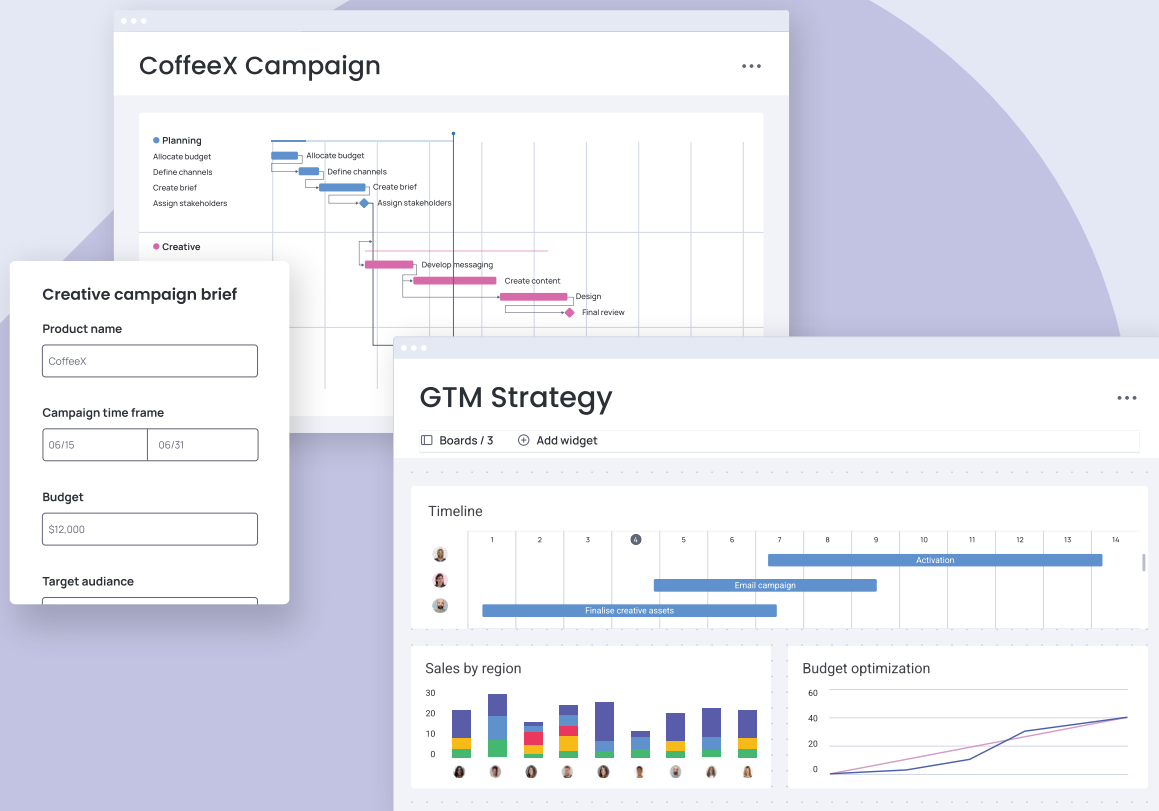 CoffeeX Campaign
Planning
Allocate budget
Allocate budget
Define channels
Define channels
Create brief
Create brief
Assign stakeholders
Assign stakeholders
Creative
Develop messaging
Create content
Design
Final review
Creative campaign brief
Product name
CoffeeX
Campaign time frame
06/15 06/31
Budget
$12,000
Target audiance
GTM Strategy
Boards / 3 Add widget
Timeline
1 2 3 4 5 6 7 8 9 10 11 12 13 14
Activation
Email campaign
Finalise creative assets
Sales by region
30
20
10
0
Budget optimization
60
40
20
0